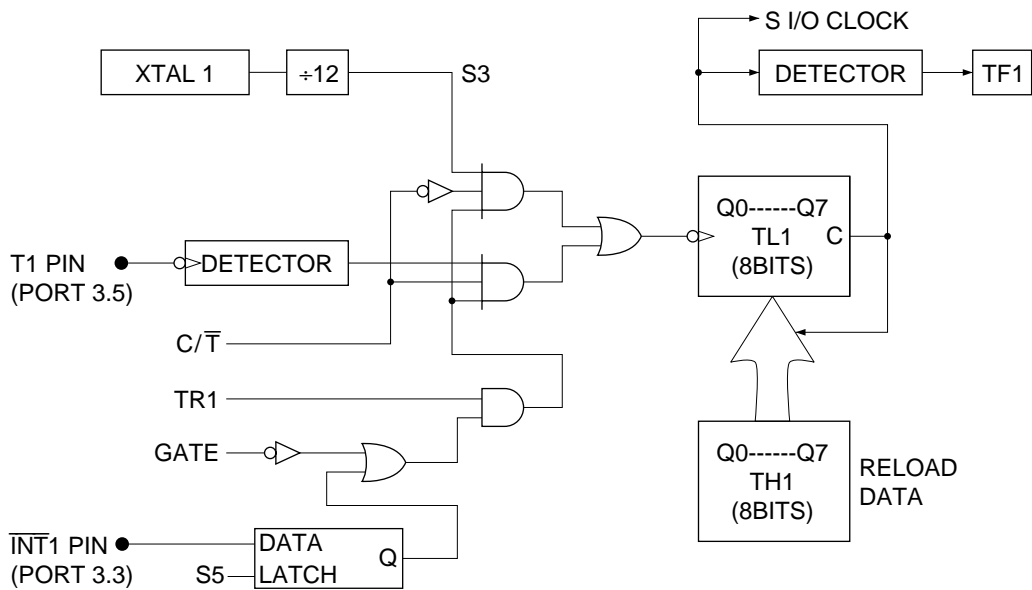 S I/O CLOCK
XTAL 1
÷12
S3
DETECTOR
TF1
Q0------Q7
TL1
C
(8BITS)
T1 PIN
(PORT 3.5)
DETECTOR
C/T̅
TR1
GATE
Q0------Q7
TH1
(8BITS)
RELOAD
DATA
I̅N̅T̅1 PIN
(PORT 3.3)
DATA
Q
S5
LATCH